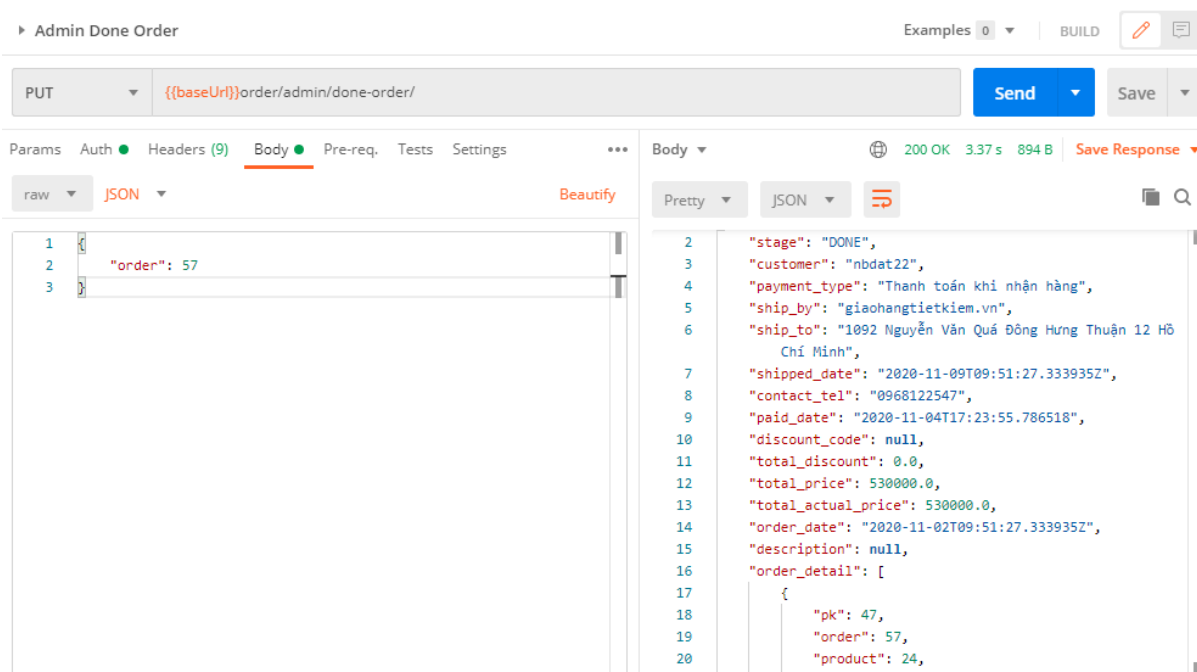 Admin Done Order
Examples 0
BUILD
PUT
{{baseUrl}}order/admin/done-order/
Send
Save
Params Auth Headers (9) Body Pre-req. Tests Settings
raw JSON
Beautify
1 {
2 "order": 57
3 }
Body
200 OK 3.37 s 894 B Save Response
Pretty JSON
2 "stage": "DONE",
3 "customer": "nbdat22",
4 "payment_type": "Thanh toán khi nhận hàng",
5 "ship_by": "giaohangtietkiem.vn",
6 "ship_to": "1092 Nguyễn Văn Quá Đông Hưng Thuận 12 Hồ
Chí Minh",
7 "shipped_date": "2020-11-09T09:51:27.333935Z",
8 "contact_tel": "0968122547",
9 "paid_date": "2020-11-04T17:23:55.786518",
10 "discount_code": null,
11 "total_discount": 0.0,
12 "total_price": 530000.0,
13 "total_actual_price": 530000.0,
14 "order_date": "2020-11-02T09:51:27.333935Z",
15 "description": null,
16 "order_detail": [
17 {
18 "pk": 47,
19 "order": 57,
20 "product": 24,